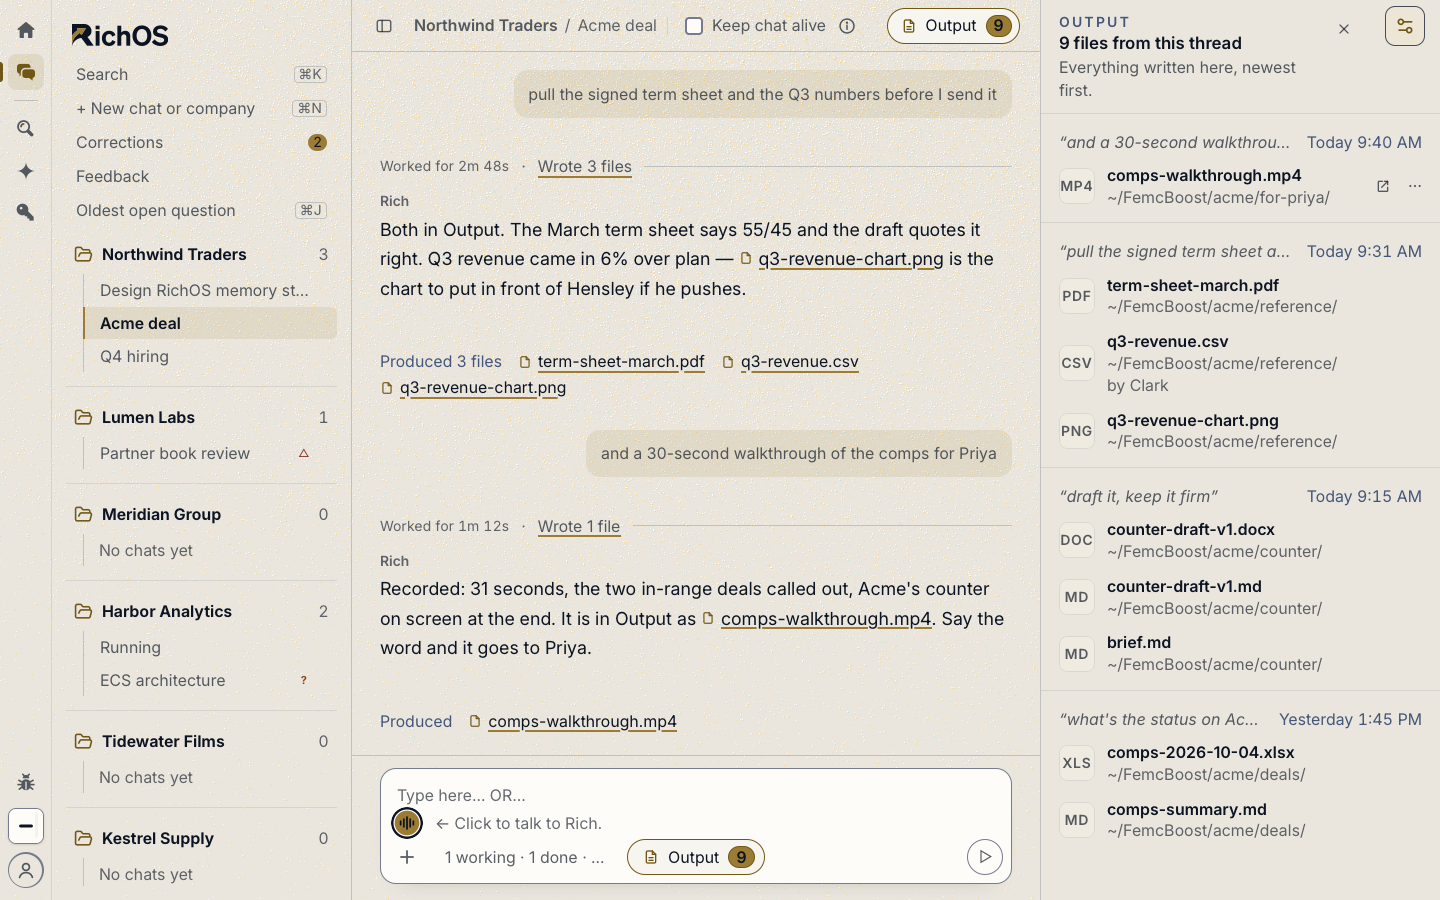 RichOS
Search ⌘K
+ New chat or company ⌘N
Corrections 2
Feedback
Oldest open question ⌘J
Northwind Traders 3
Design RichOS memory st...
Acme deal
Q4 hiring
Lumen Labs 1
Partner book review
Meridian Group 0
No chats yet
Harbor Analytics 2
Running
ECS architecture ?
Tidewater Films 0
No chats yet
Kestrel Supply 0
No chats yet
Northwind Traders / Acme deal
Keep chat alive
Output 9
pull the signed term sheet and the Q3 numbers before I send it
Worked for 2m 48s · Wrote 3 files
Rich
Both in Output. The March term sheet says 55/45 and the draft quotes it
right. Q3 revenue came in 6% over plan — q3-revenue-chart.png is the
chart to put in front of Hensley if he pushes.
Produced 3 files term-sheet-march.pdf q3-revenue.csv
q3-revenue-chart.png
and a 30-second walkthrough of the comps for Priya
Worked for 1m 12s · Wrote 1 file
Rich
Recorded: 31 seconds, the two in-range deals called out, Acme's counter
on screen at the end. It is in Output as comps-walkthrough.mp4. Say the
word and it goes to Priya.
Produced comps-walkthrough.mp4
Type here... OR...
← Click to talk to Rich.
1 working · 1 done · ...
Output 9
OUTPUT
9 files from this thread
Everything written here, newest
first.
“and a 30-second walkthrou... Today 9:40 AM
MP4 comps-walkthrough.mp4
~/FemcBoost/acme/for-priya/
“pull the signed term sheet a... Today 9:31 AM
PDF term-sheet-march.pdf
~/FemcBoost/acme/reference/
CSV q3-revenue.csv
~/FemcBoost/acme/reference/
by Clark
PNG q3-revenue-chart.png
~/FemcBoost/acme/reference/
“draft it, keep it firm” Today 9:15 AM
DOC counter-draft-v1.docx
~/FemcBoost/acme/counter/
MD counter-draft-v1.md
~/FemcBoost/acme/counter/
MD brief.md
~/FemcBoost/acme/counter/
“what's the status on Ac... Yesterday 1:45 PM
XLS comps-2026-10-04.xlsx
~/FemcBoost/acme/deals/
MD comps-summary.md
~/FemcBoost/acme/deals/